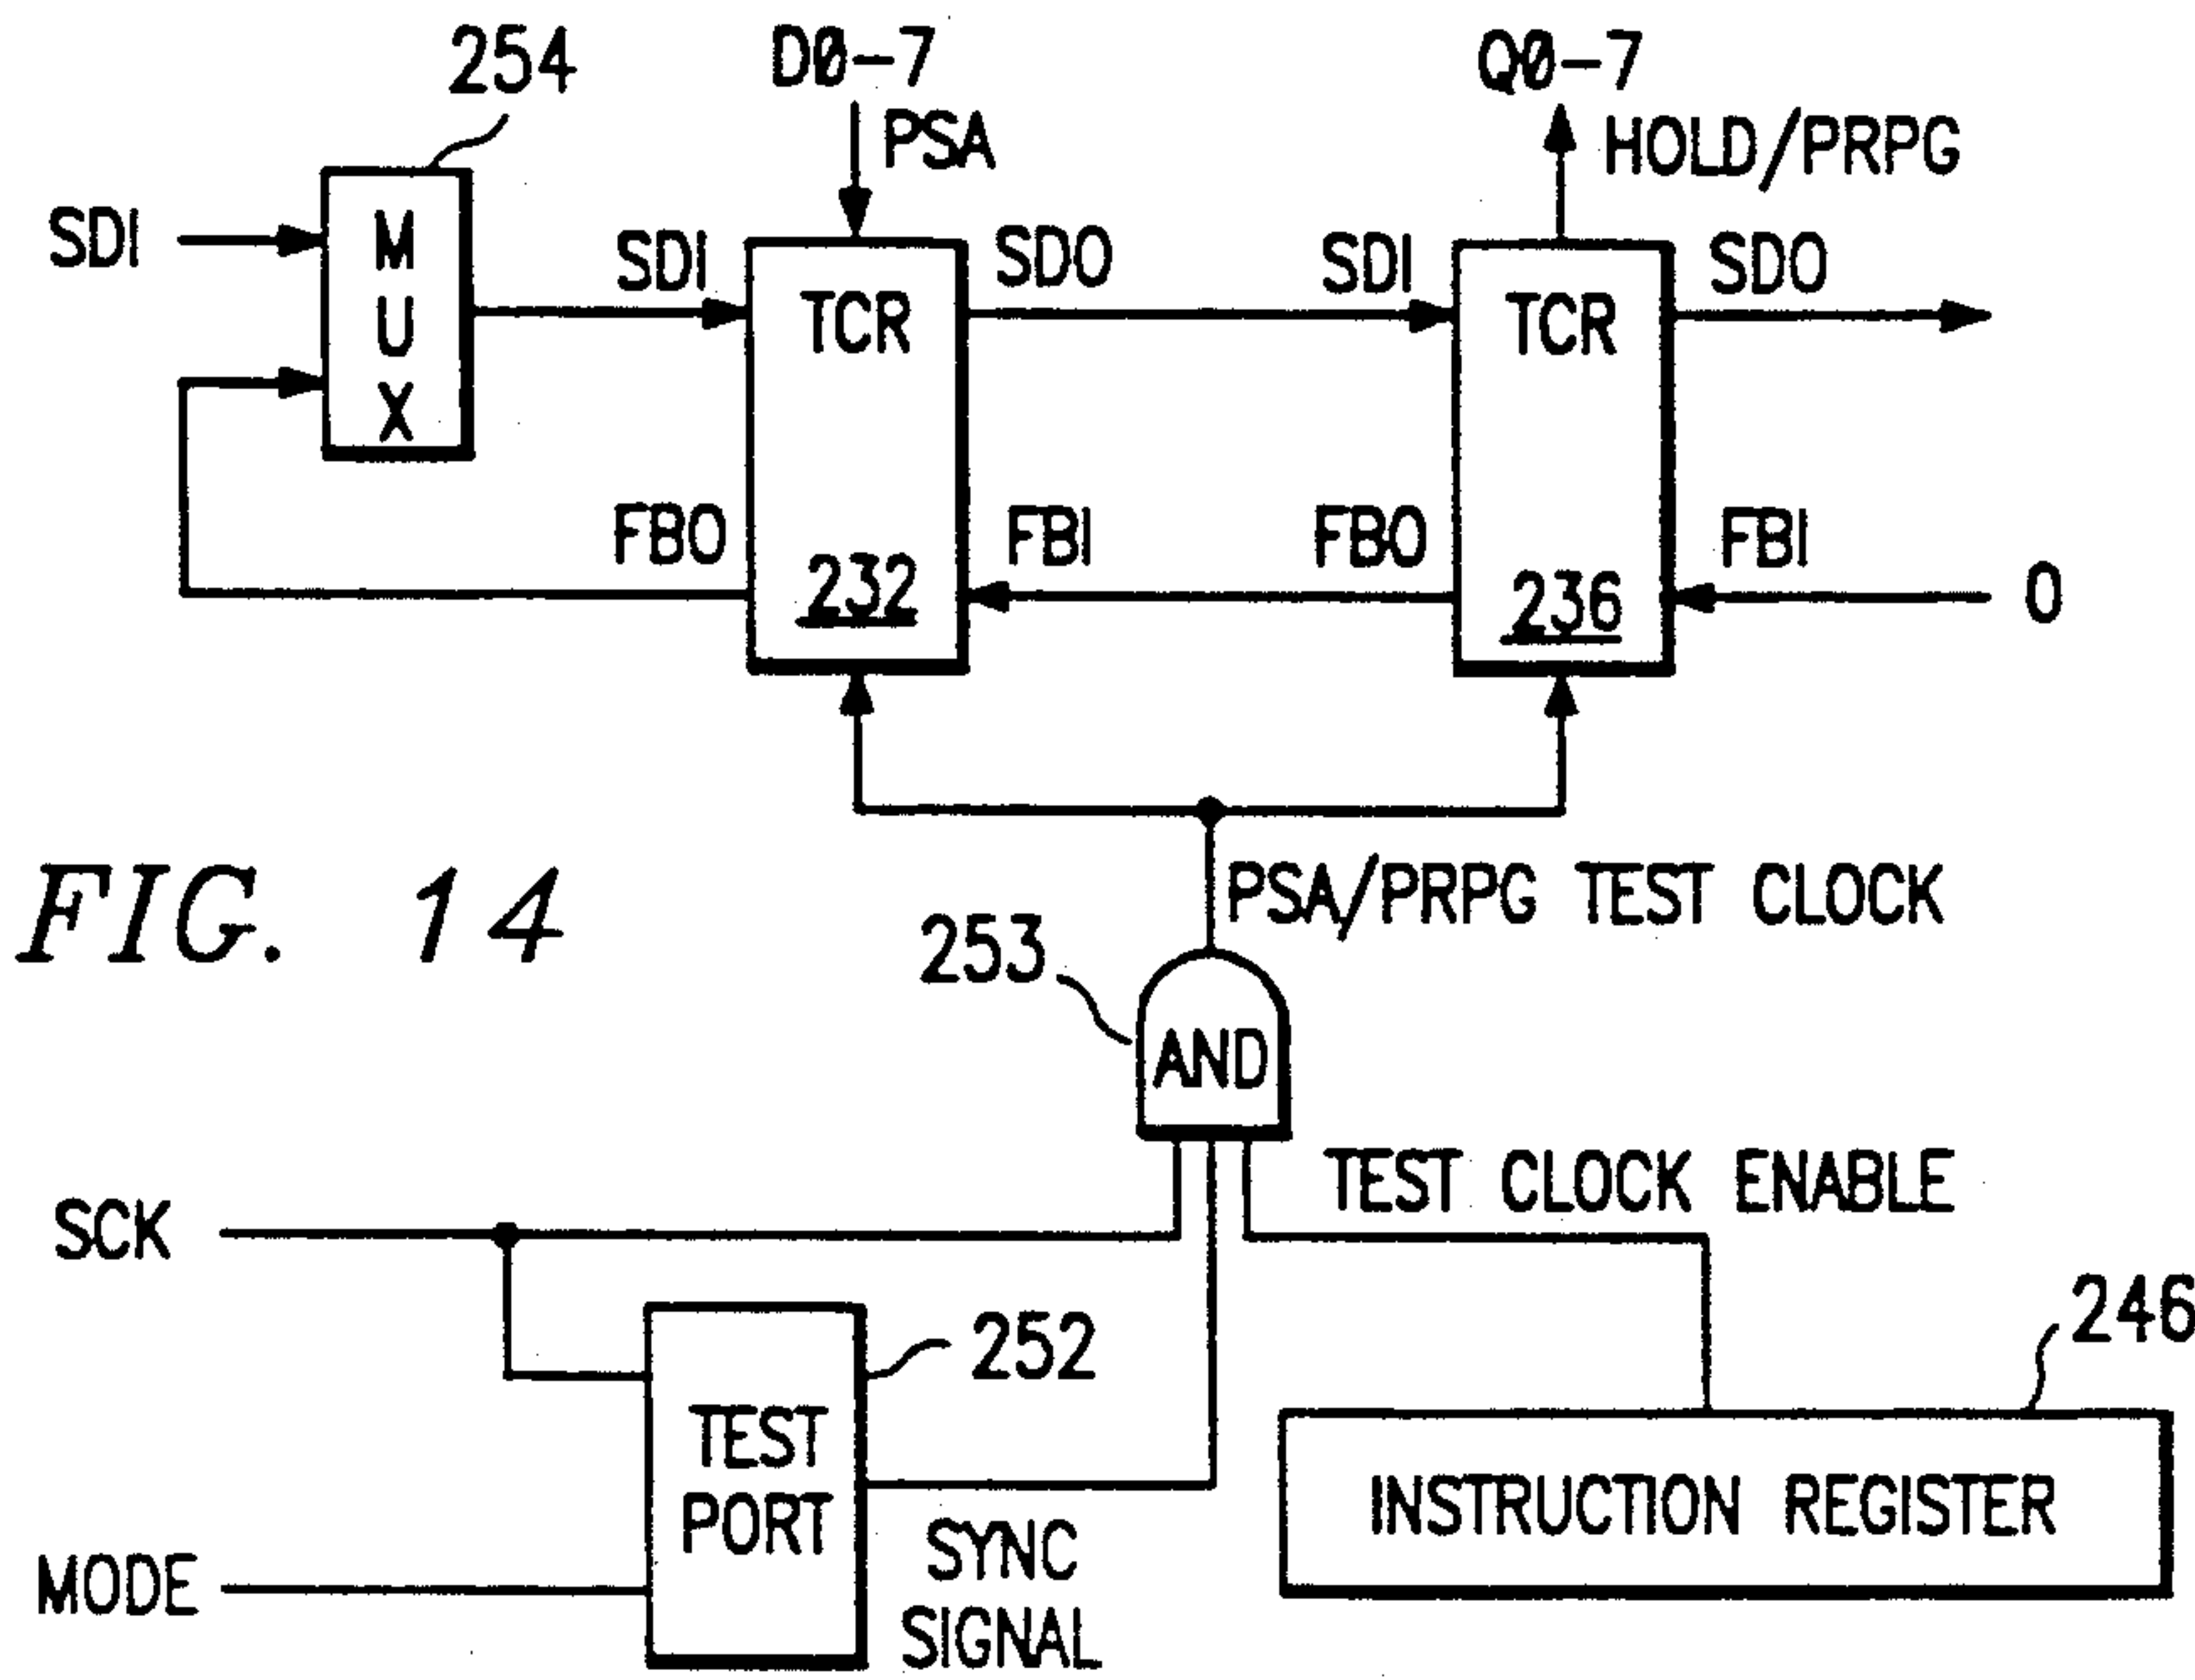 254
D0-7
Q0-7
PSA
HOLD/PRPG
SDI
M
U
X
SDI
TCR
SDO
SDI
TCR
SDO
FBO
232
FBI
FBO
236
FBI
0
FIG. 14
PSA/PRPG TEST CLOCK
253
AND
TEST CLOCK ENABLE
SCK
252
246
TEST
PORT
INSTRUCTION REGISTER
MODE
SYNC
SIGNAL